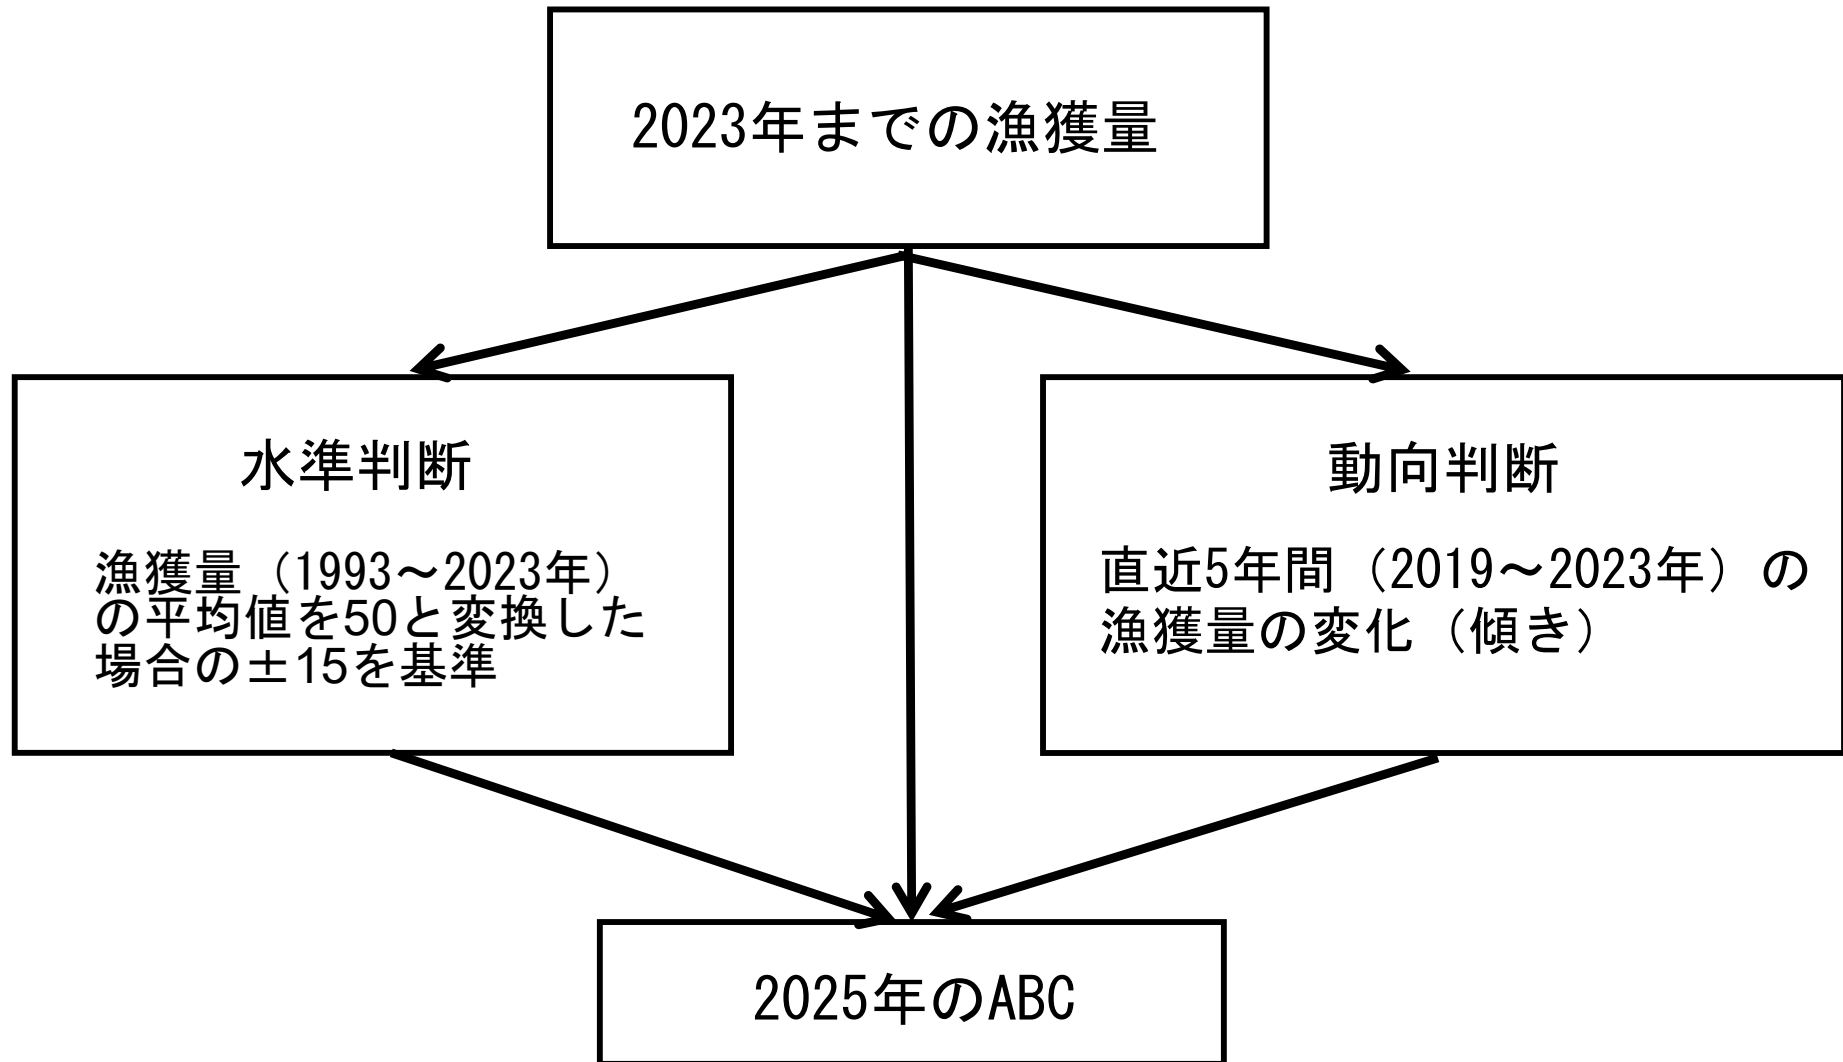 2023年までの漁獲量
水準判断
漁獲量（1993～2023年）
の平均値を50と変換した
場合の±15を基準
動向判断
直近5年間（2019～2023年）の
漁獲量の変化（傾き）
2025年のABC